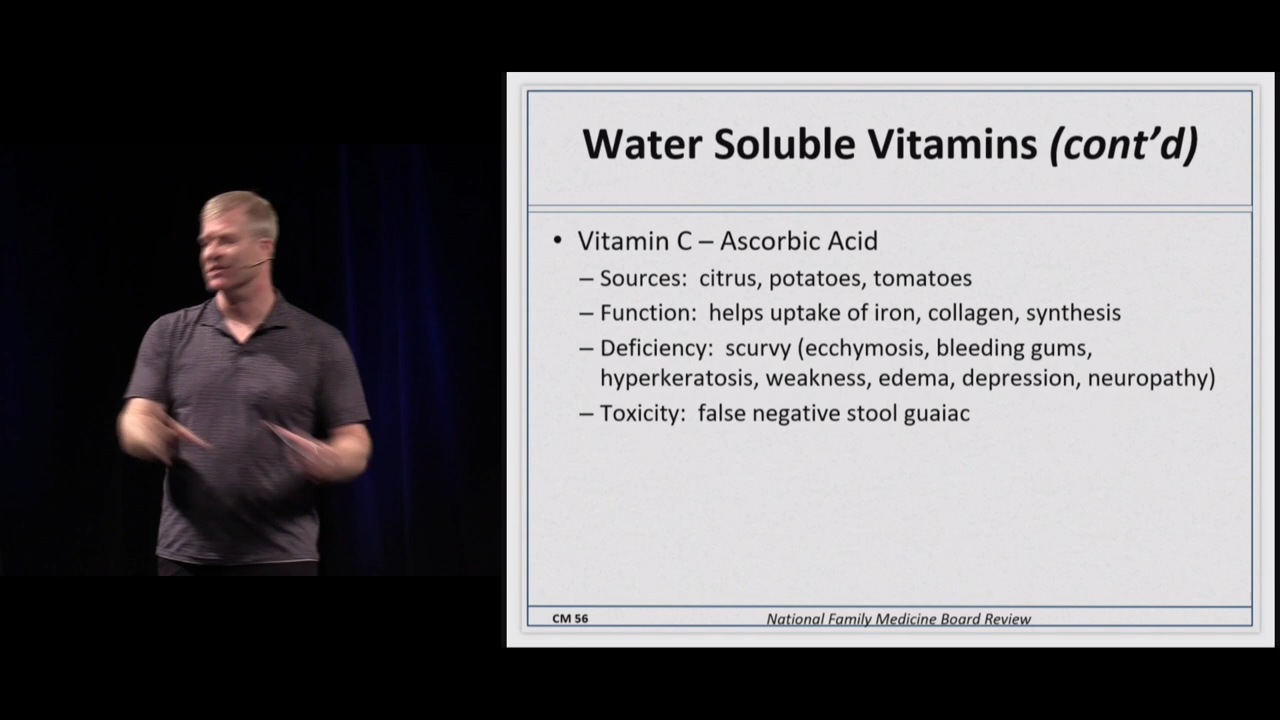 Water Soluble Vitamins (cont’d)
• Vitamin C – Ascorbic Acid
– Sources: citrus, potatoes, tomatoes
– Function: helps uptake of iron, collagen, synthesis
– Deficiency: scurvy (ecchymosis, bleeding gums,
hyperkeratosis, weakness, edema, depression, neuropathy)
– Toxicity: false negative stool guaiac
CM 56
National Family Medicine Board Review